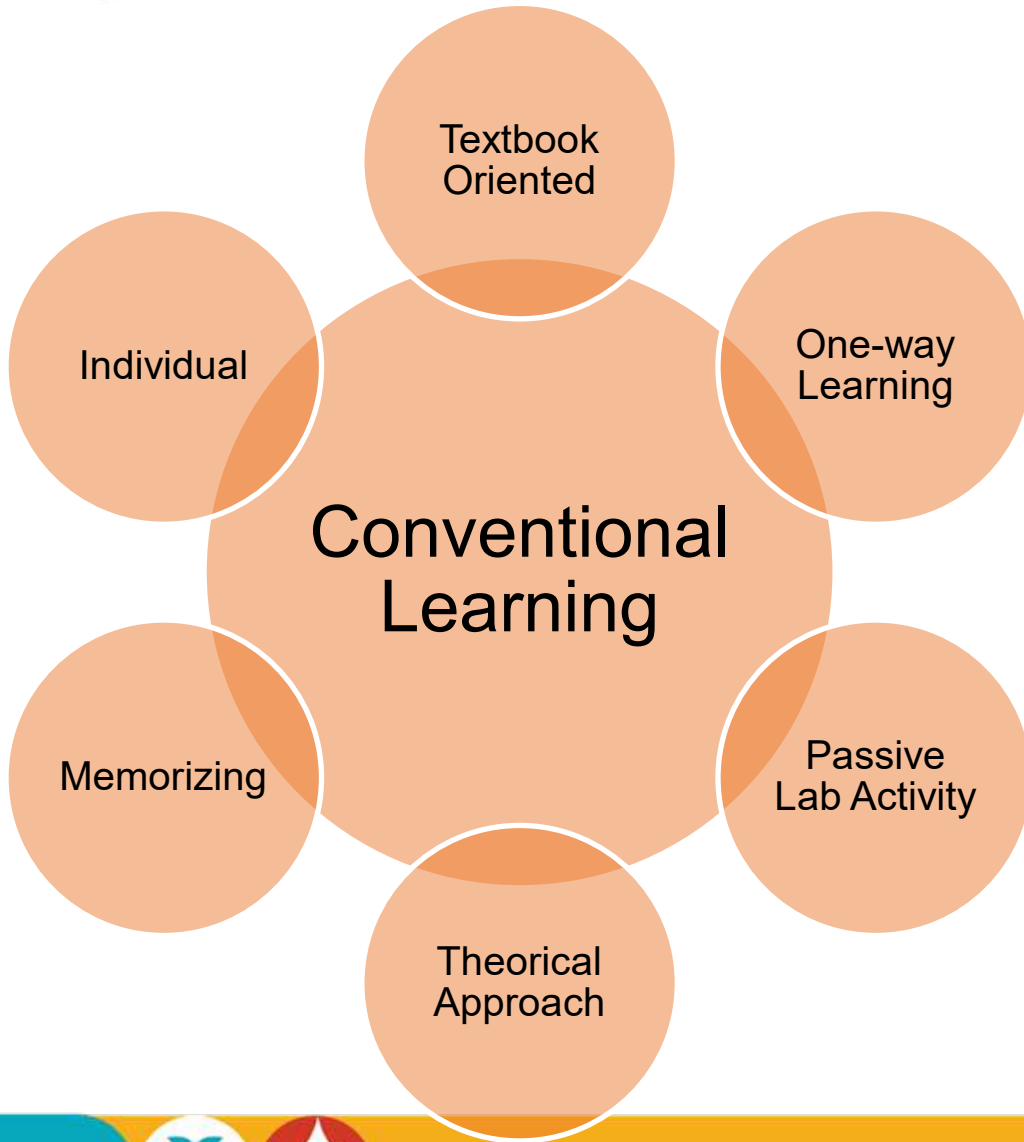 Textbook
Oriented
One-way
Learning
Passive
Lab Activity
Theorical
Approach
Memorizing
Individual
Conventional
Learning